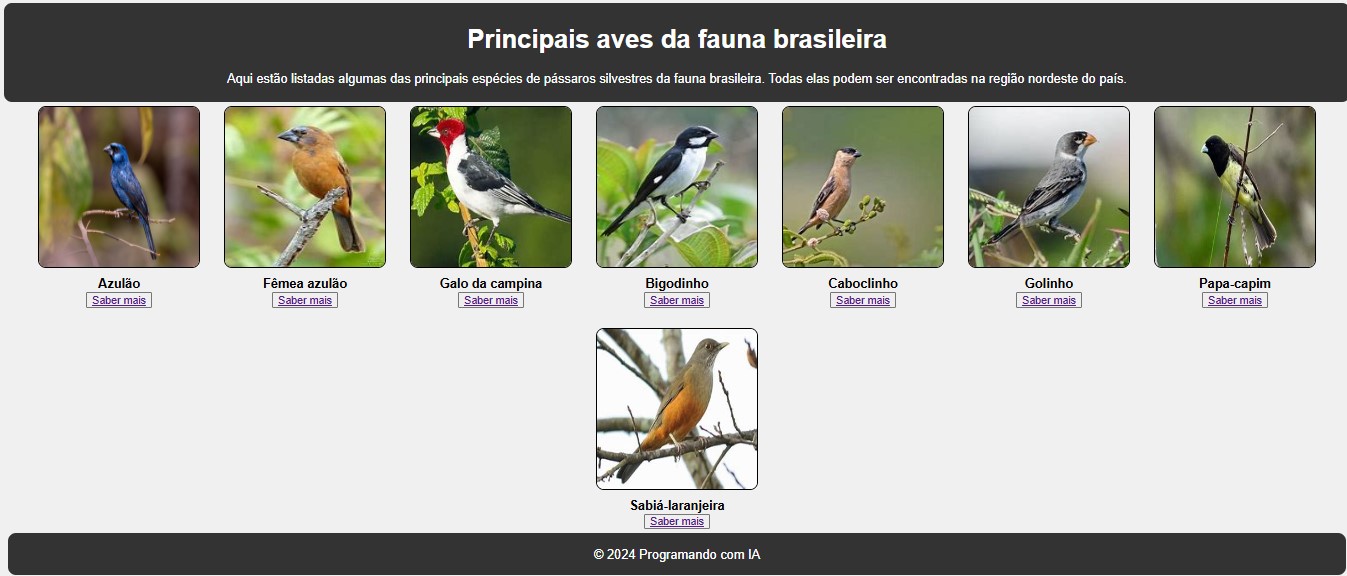 Principais aves da fauna brasileira
Aqui estão listadas algumas das principais espécies de pássaros silvestres da fauna brasileira. Todas elas podem ser encontradas na região nordeste do país.
Azulão
Saber mais
Fêmea azulão
Saber mais
Galo da campina
Saber mais
Bigodinho
Saber mais
Caboclinho
Saber mais
Golinho
Saber mais
Papa-capim
Saber mais
Sabiá-laranjeira
Saber mais
© 2024 Programando com IA